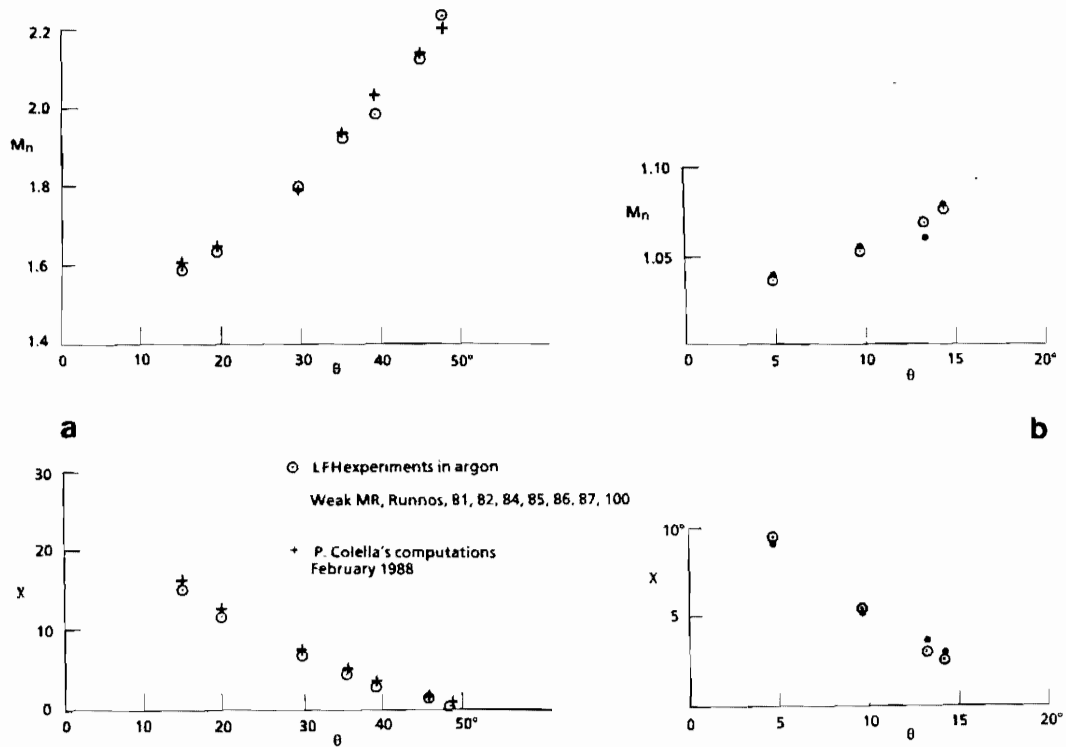 2.2
2.0
Mn
1.8
1.6
1.4
0 10 20 30 40 50°
θ
1.10
Mn
1.05
0 5 10 15 20°
θ
a
b
30
20
χ
10
0
0 10 20 30 40 50°
θ
⊙ LFHexperiments in argon
Weak MR, Runnos, 81, 82, 84, 85, 86, 87, 100
+ P. Colella's computations
February 1988
10°
χ
5
0 5 10 15 20°
θ